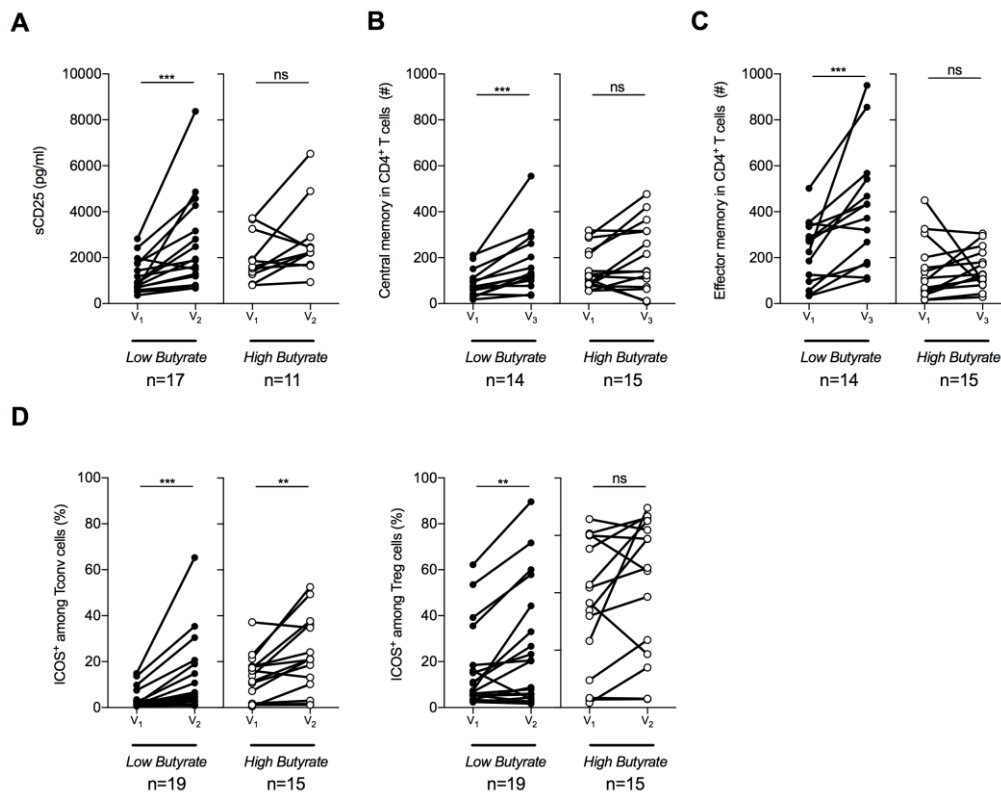 A
B
C
sCD25 (pg/ml)
10000
8000
6000
4000
2000
0
***
ns
V1
V2
V1
V2
Low Butyrate
High Butyrate
n=17
n=11
Central memory in CD4+ T cells (#)
1000
800
600
400
200
0
***
ns
V1
V3
V1
V3
Low Butyrate
High Butyrate
n=14
n=15
Effector memory in CD4+ T cells (#)
1000
800
600
400
200
0
***
ns
V1
V3
V1
V3
Low Butyrate
High Butyrate
n=14
n=15
D
ICOS+ among Tconv cells (%)
100
80
60
40
20
0
***
**
V1
V2
V1
V2
Low Butyrate
High Butyrate
n=19
n=15
ICOS+ among Treg cells (%)
100
80
60
40
20
0
**
ns
V1
V2
V1
V2
Low Butyrate
High Butyrate
n=19
n=15